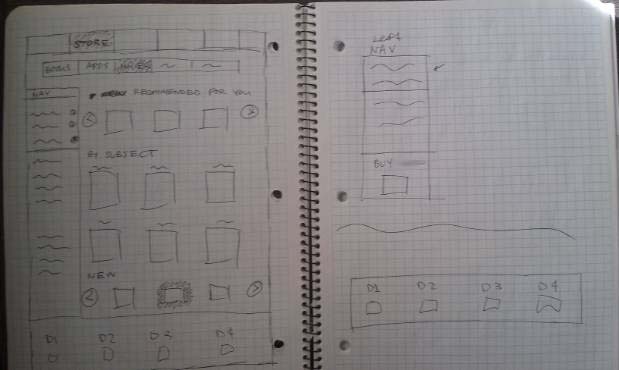 STORE
BOOKS APPS
NAV
RECOMMENDED FOR YOU
BY SUBJECT
NEW
D1 D2 D3 D4
LEFT
NAV
BUY
D1 D2 D3 D4